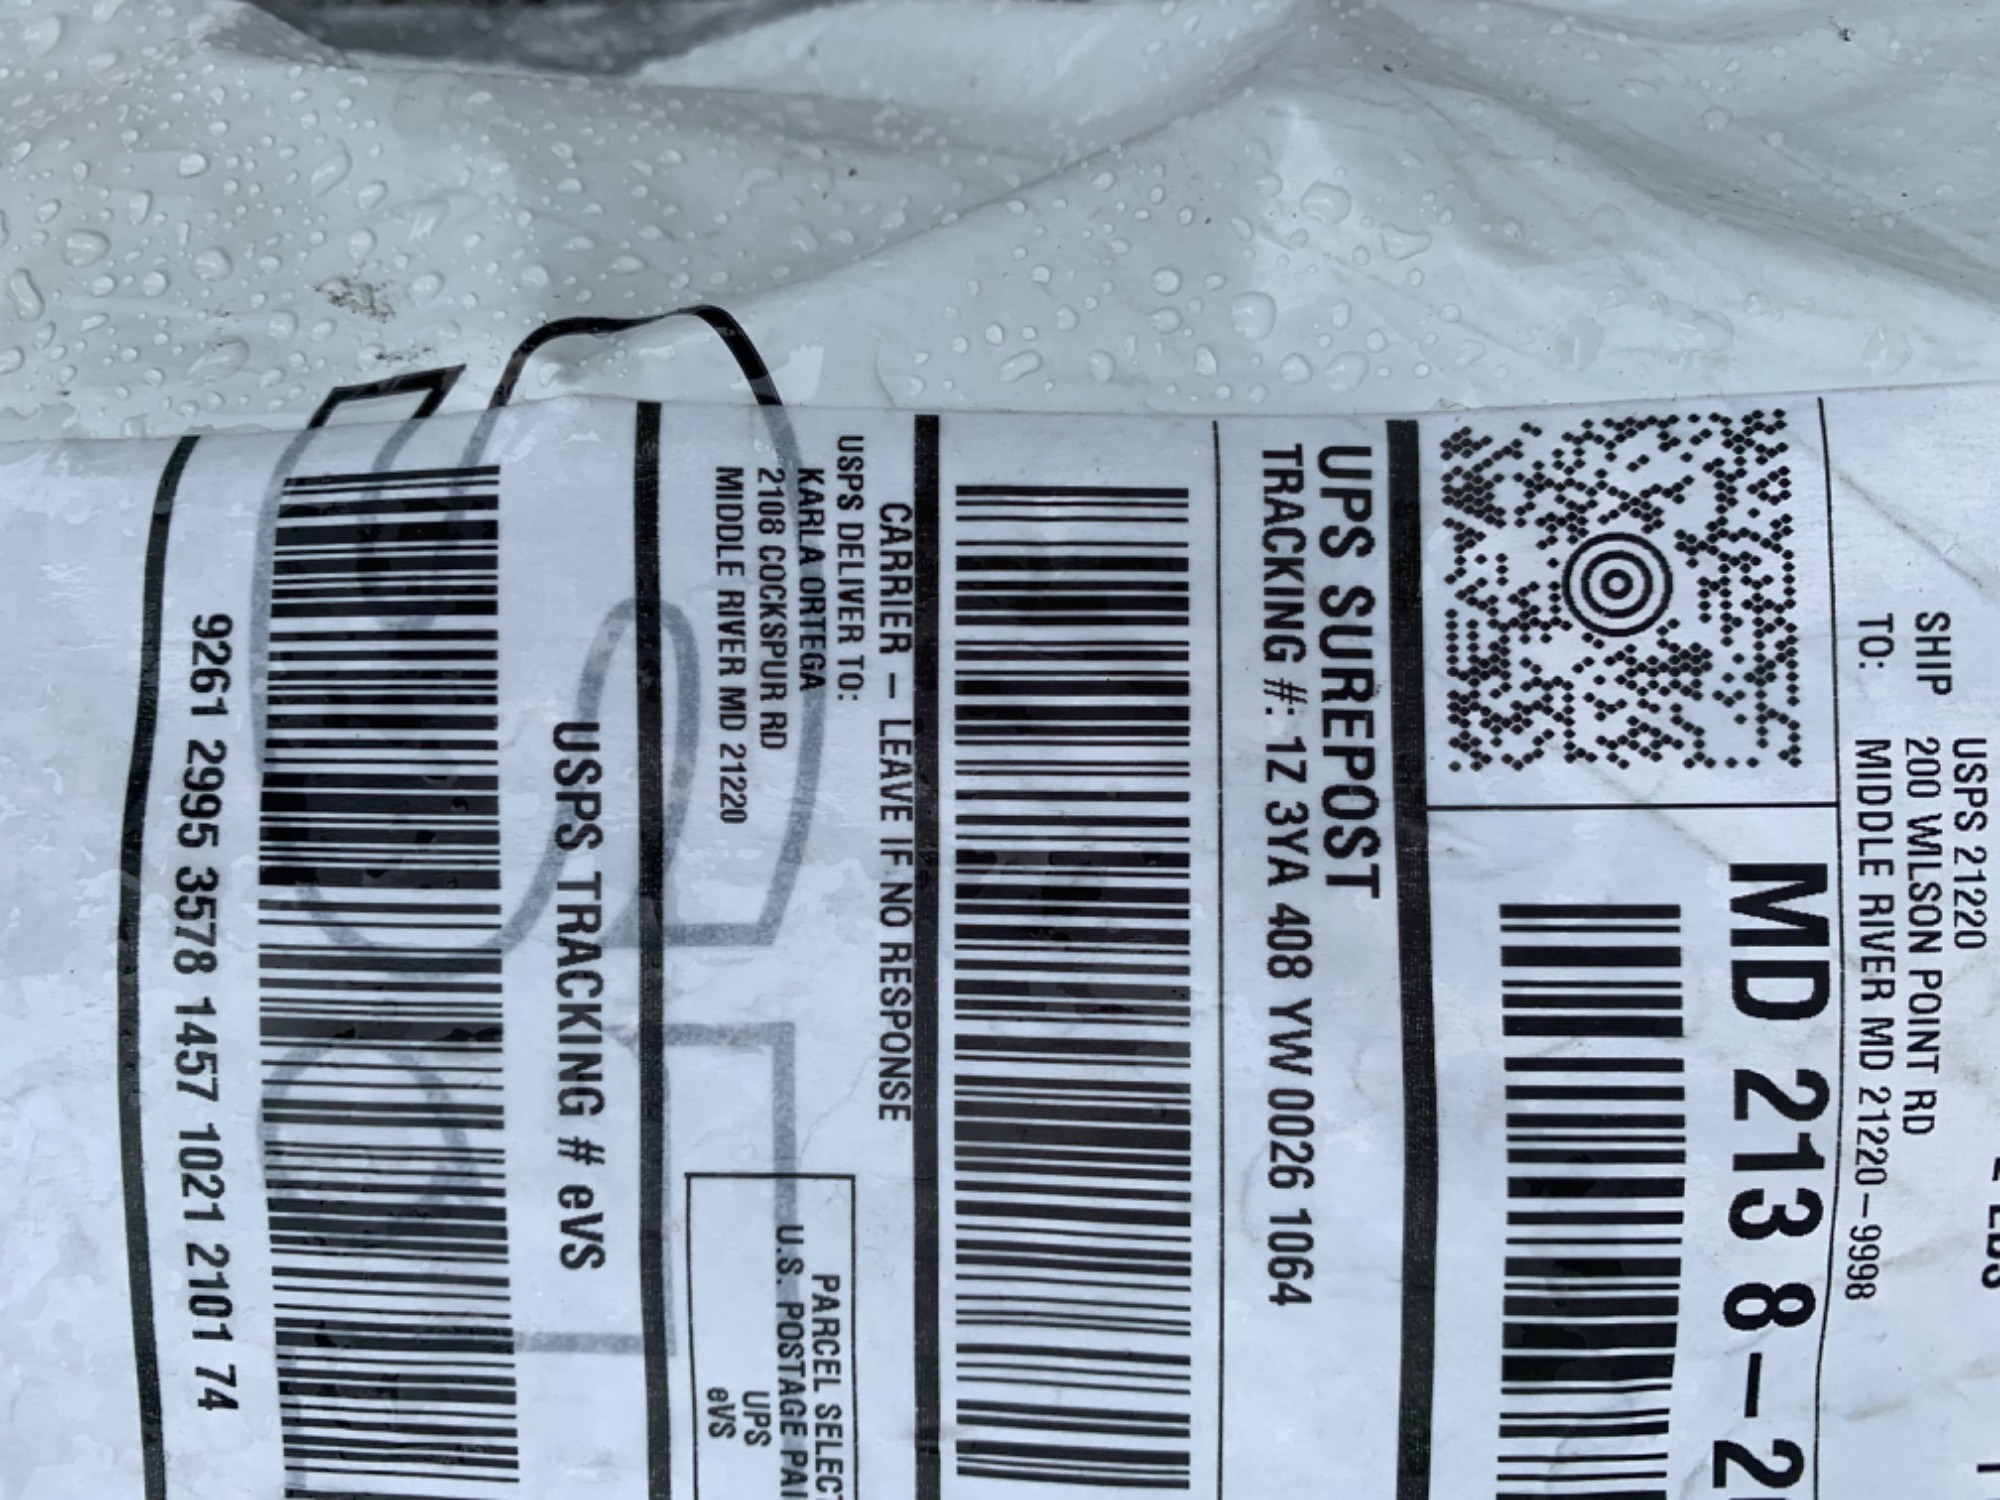 SHIP USPS 21220
TO: 200 WLSON POINT RD
MIDDLE RIVER MD 21220-9998
MD 213 8-2
UPS SUREPOST
TRACKING #: 1Z 3YA 408 YW 0026 1064
CARRIER – LEAVE IF NO RESPONSE
USPS DELIVER TO:
KARLA ORTEGA
2108 COCKSPUR RD
MIDDLE RIVER MD 21220
PARCEL SELECT
U.S. POSTAGE PAI
UPS
eVS
USPS TRACKING # eVS
9261 2995 3578 1457 1021 2101 74